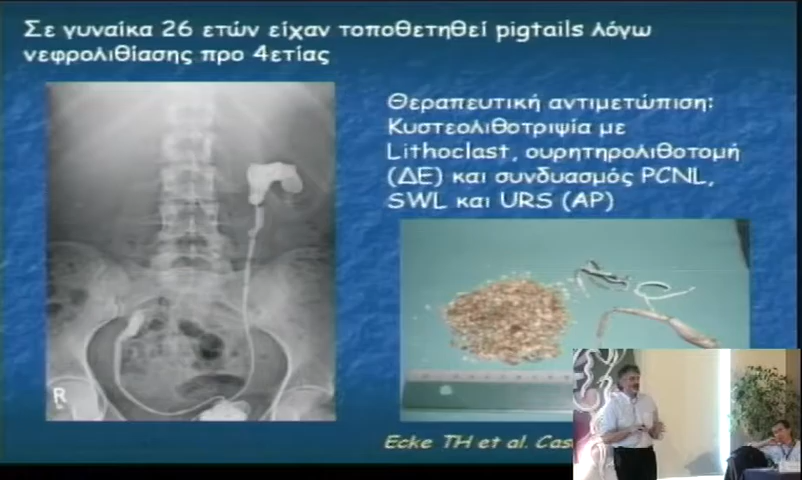 Σε γυναίκα 26 ετών είχαν τοποθετηθεί pigtails λόγω
νεφρολιθίασης προ 4ετίας
Θεραπευτική αντιμετώπιση:
Κυστεολιθοτριψία με
Lithoclast, ουρητηρολιθοτομή
(ΔΕ) και συνδυασμός PCNL,
SWL και URS (ΑΡ)
R
Ecke TH et al.